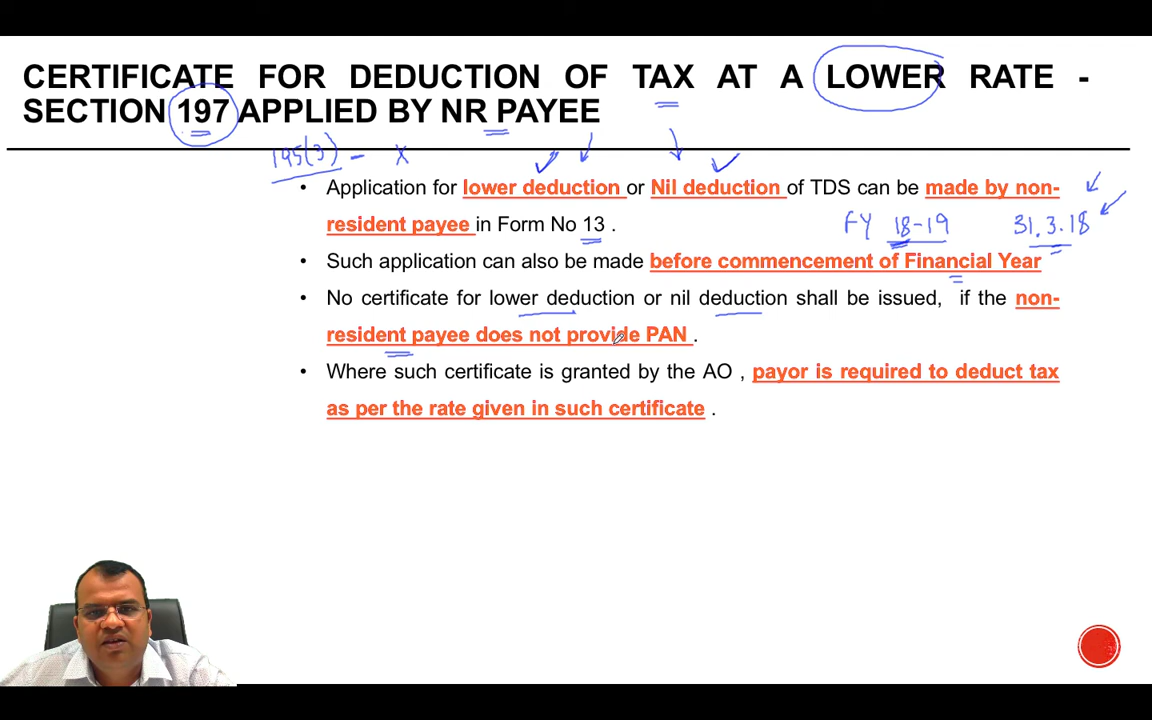 CERTIFICATE FOR DEDUCTION OF TAX AT A LOWER RATE -
SECTION 197 APPLIED BY NR PAYEE
195(3) - x
• Application for lower deduction or Nil deduction of TDS can be made by non-
resident payee in Form No 13 .
FY 18-19 31.3.18
• Such application can also be made before commencement of Financial Year
• No certificate for lower deduction or nil deduction shall be issued, if the non-
resident payee does not provide PAN .
• Where such certificate is granted by the AO , payor is required to deduct tax
as per the rate given in such certificate .